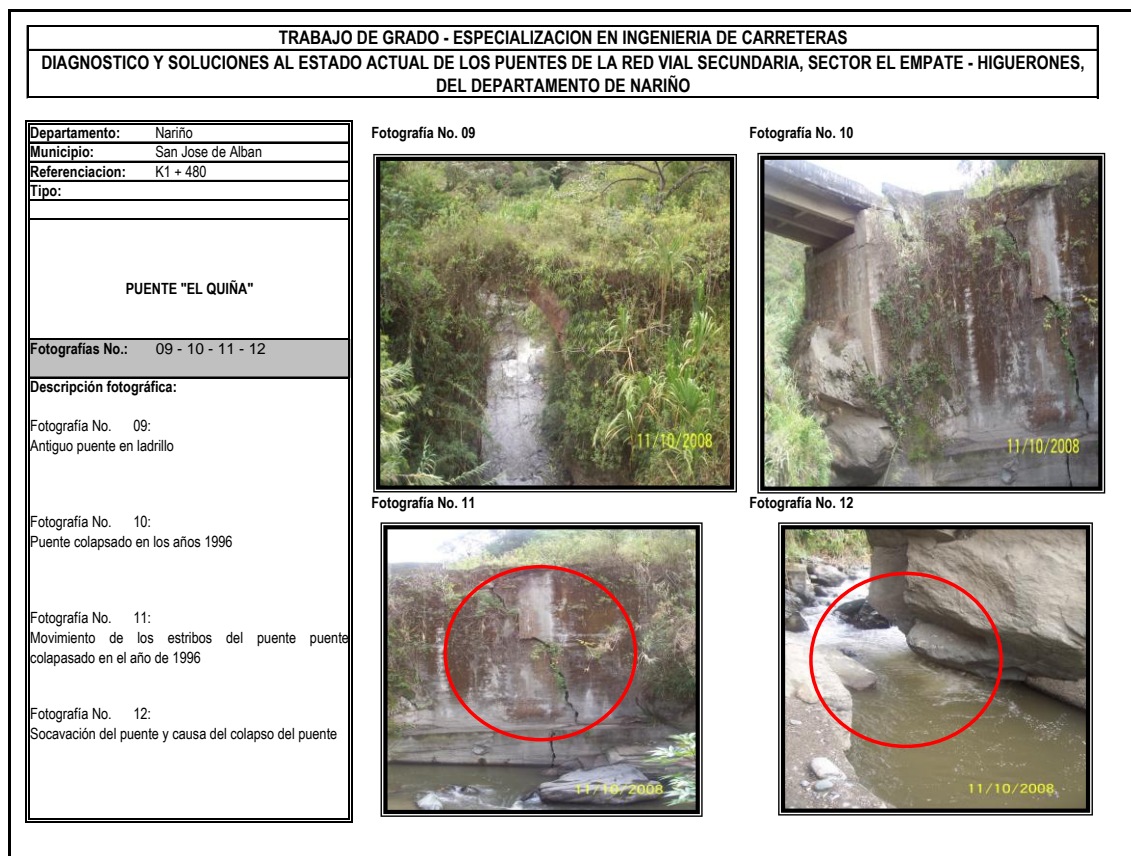 TRABAJO DE GRADO - ESPECIALIZACION EN INGENIERIA DE CARRETERAS
DIAGNOSTICO Y SOLUCIONES AL ESTADO ACTUAL DE LOS PUENTES DE LA RED VIAL SECUNDARIA, SECTOR EL EMPATE - HIGUERONES,
DEL DEPARTAMENTO DE NARIÑO
Departamento: Nariño
Municipio: San Jose de Alban
Referenciacion: K1 + 480
Tipo:
PUENTE "EL QUIÑA"
Fotografías No.: 09 - 10 - 11 - 12
Descripción fotográfica:
Fotografía No. 09:
Antiguo puente en ladrillo
Fotografía No. 10:
Puente colapsado en los años 1996
Fotografía No. 11:
Movimiento de los estribos del puente puente
colapasado en el año de 1996
Fotografía No. 12:
Socavación del puente y causa del colapso del puente
Fotografía No. 09
11/10/2008
Fotografía No. 10
11/10/2008
Fotografía No. 11
11/10/2008
Fotografía No. 12
11/10/2008